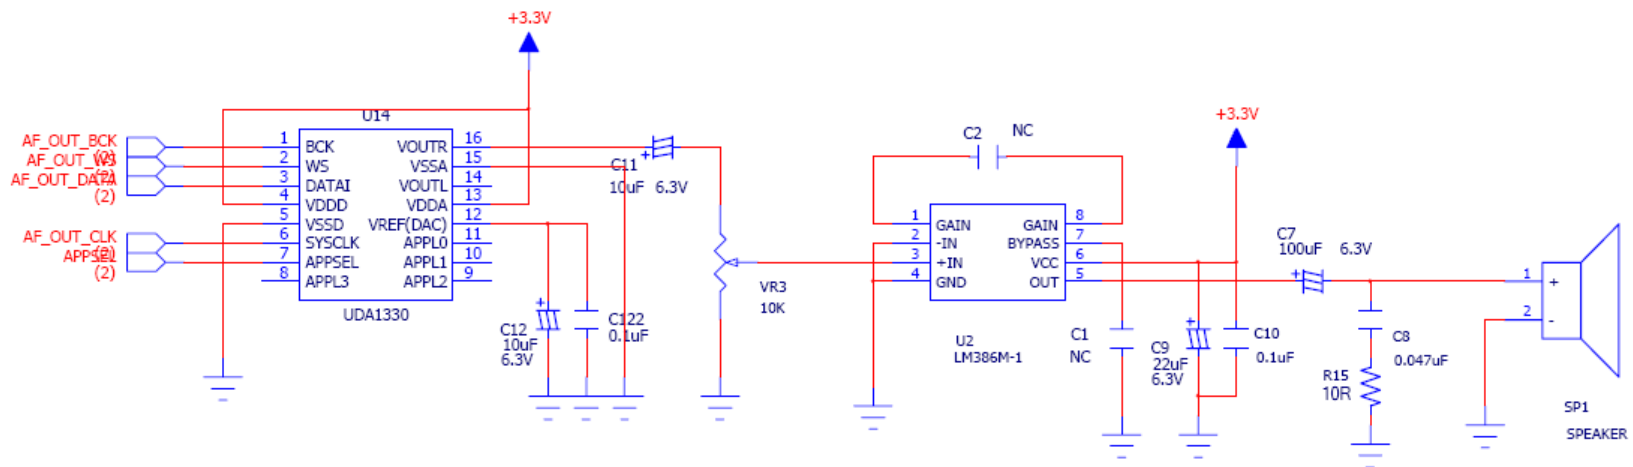 +3.3V
U14
AF_OUT_BCK
(2)
AF_OUT_WS
(2)
AF_OUT_DATA
(2)
AF_OUT_CLK
(2)
APPSEL
(2)
1 BCK VOUTR 16
2 WS VSSA 15
3 DATAI VOUTL 14
4 VDDD VDDA 13
5 VSSD VREF(DAC) 12
6 SYSCLK APPL0 11
7 APPSEL APPL1 10
8 APPL3 APPL2 9
UDA1330
C11
10uF 6.3V
C12
10uF
6.3V
C122
0.1uF
VR3
10K
C2 NC
1 GAIN GAIN 8
2 -IN BYPASS 7
3 +IN VCC 6
4 GND OUT 5
U2
LM386M-1
C1
NC
+3.3V
C9
22uF
6.3V
C10
0.1uF
C7
100uF 6.3V
C8
0.047uF
R15
10R
1 +
2 -
SP1
SPEAKER